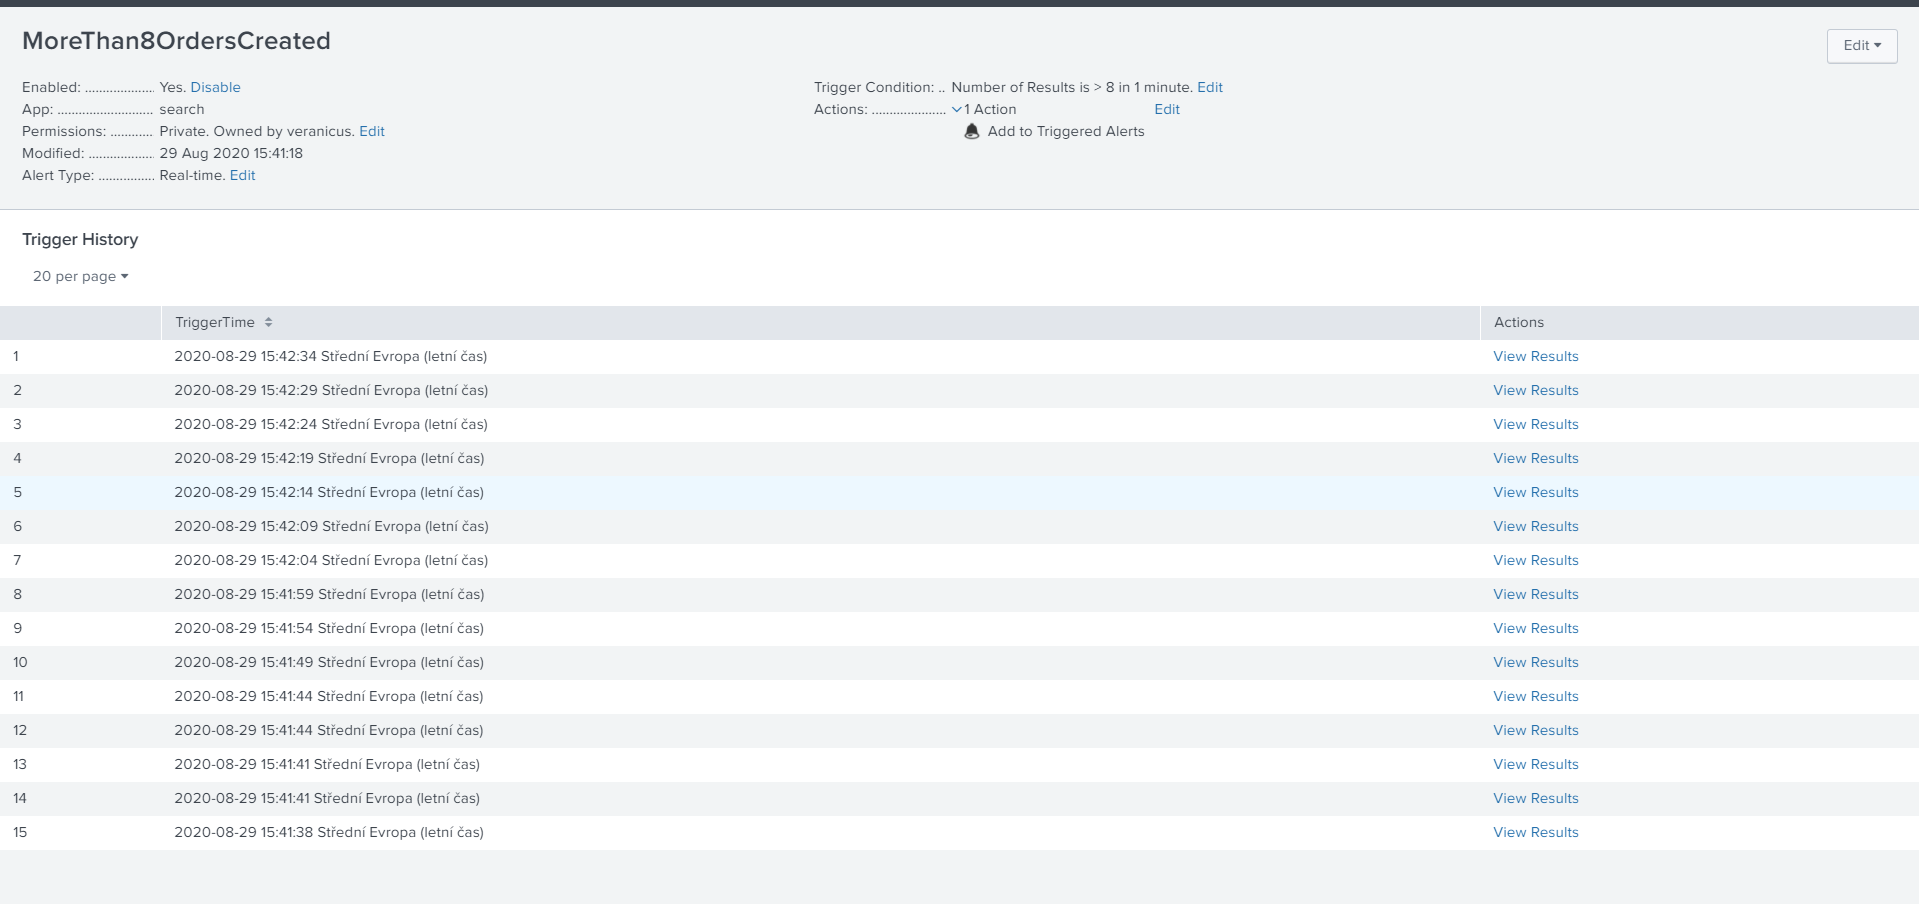 MoreThan8OrdersCreated
Edit
Enabled: ................... Yes. Disable
App: .......................... search
Permissions: ............ Private. Owned by veranicus. Edit
Modified: .................. 29 Aug 2020 15:41:18
Alert Type: ................ Real-time. Edit
Trigger Condition: .. Number of Results is > 8 in 1 minute. Edit
Actions: ..................... 1 Action Edit
Add to Triggered Alerts
Trigger History
20 per page
TriggerTime Actions
1 2020-08-29 15:42:34 Střední Evropa (letní čas) View Results
2 2020-08-29 15:42:29 Střední Evropa (letní čas) View Results
3 2020-08-29 15:42:24 Střední Evropa (letní čas) View Results
4 2020-08-29 15:42:19 Střední Evropa (letní čas) View Results
5 2020-08-29 15:42:14 Střední Evropa (letní čas) View Results
6 2020-08-29 15:42:09 Střední Evropa (letní čas) View Results
7 2020-08-29 15:42:04 Střední Evropa (letní čas) View Results
8 2020-08-29 15:41:59 Střední Evropa (letní čas) View Results
9 2020-08-29 15:41:54 Střední Evropa (letní čas) View Results
10 2020-08-29 15:41:49 Střední Evropa (letní čas) View Results
11 2020-08-29 15:41:44 Střední Evropa (letní čas) View Results
12 2020-08-29 15:41:44 Střední Evropa (letní čas) View Results
13 2020-08-29 15:41:41 Střední Evropa (letní čas) View Results
14 2020-08-29 15:41:41 Střední Evropa (letní čas) View Results
15 2020-08-29 15:41:38 Střední Evropa (letní čas) View Results